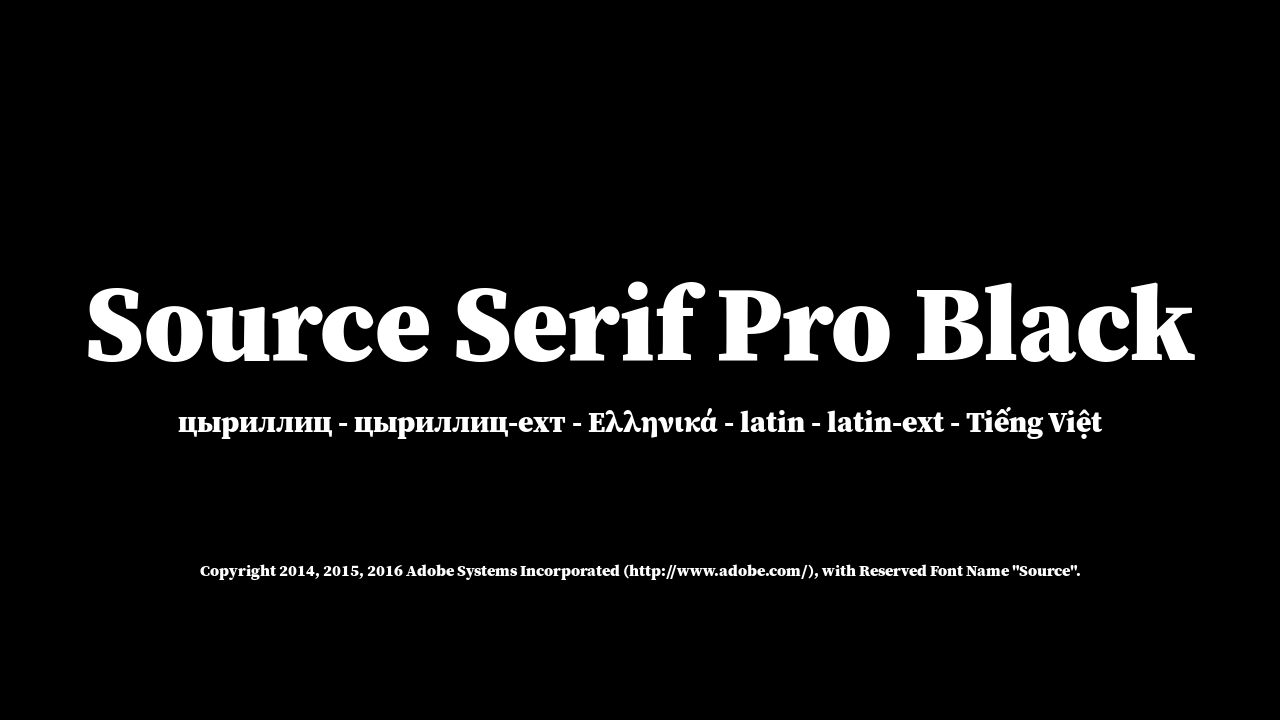 Source Serif Pro Black
цыриллиц - цыриллиц-ехт - Ελληνικά - latin - latin-ext - Tiếng Việt
Copyright 2014, 2015, 2016 Adobe Systems Incorporated (http://www.adobe.com/), with Reserved Font Name "Source".